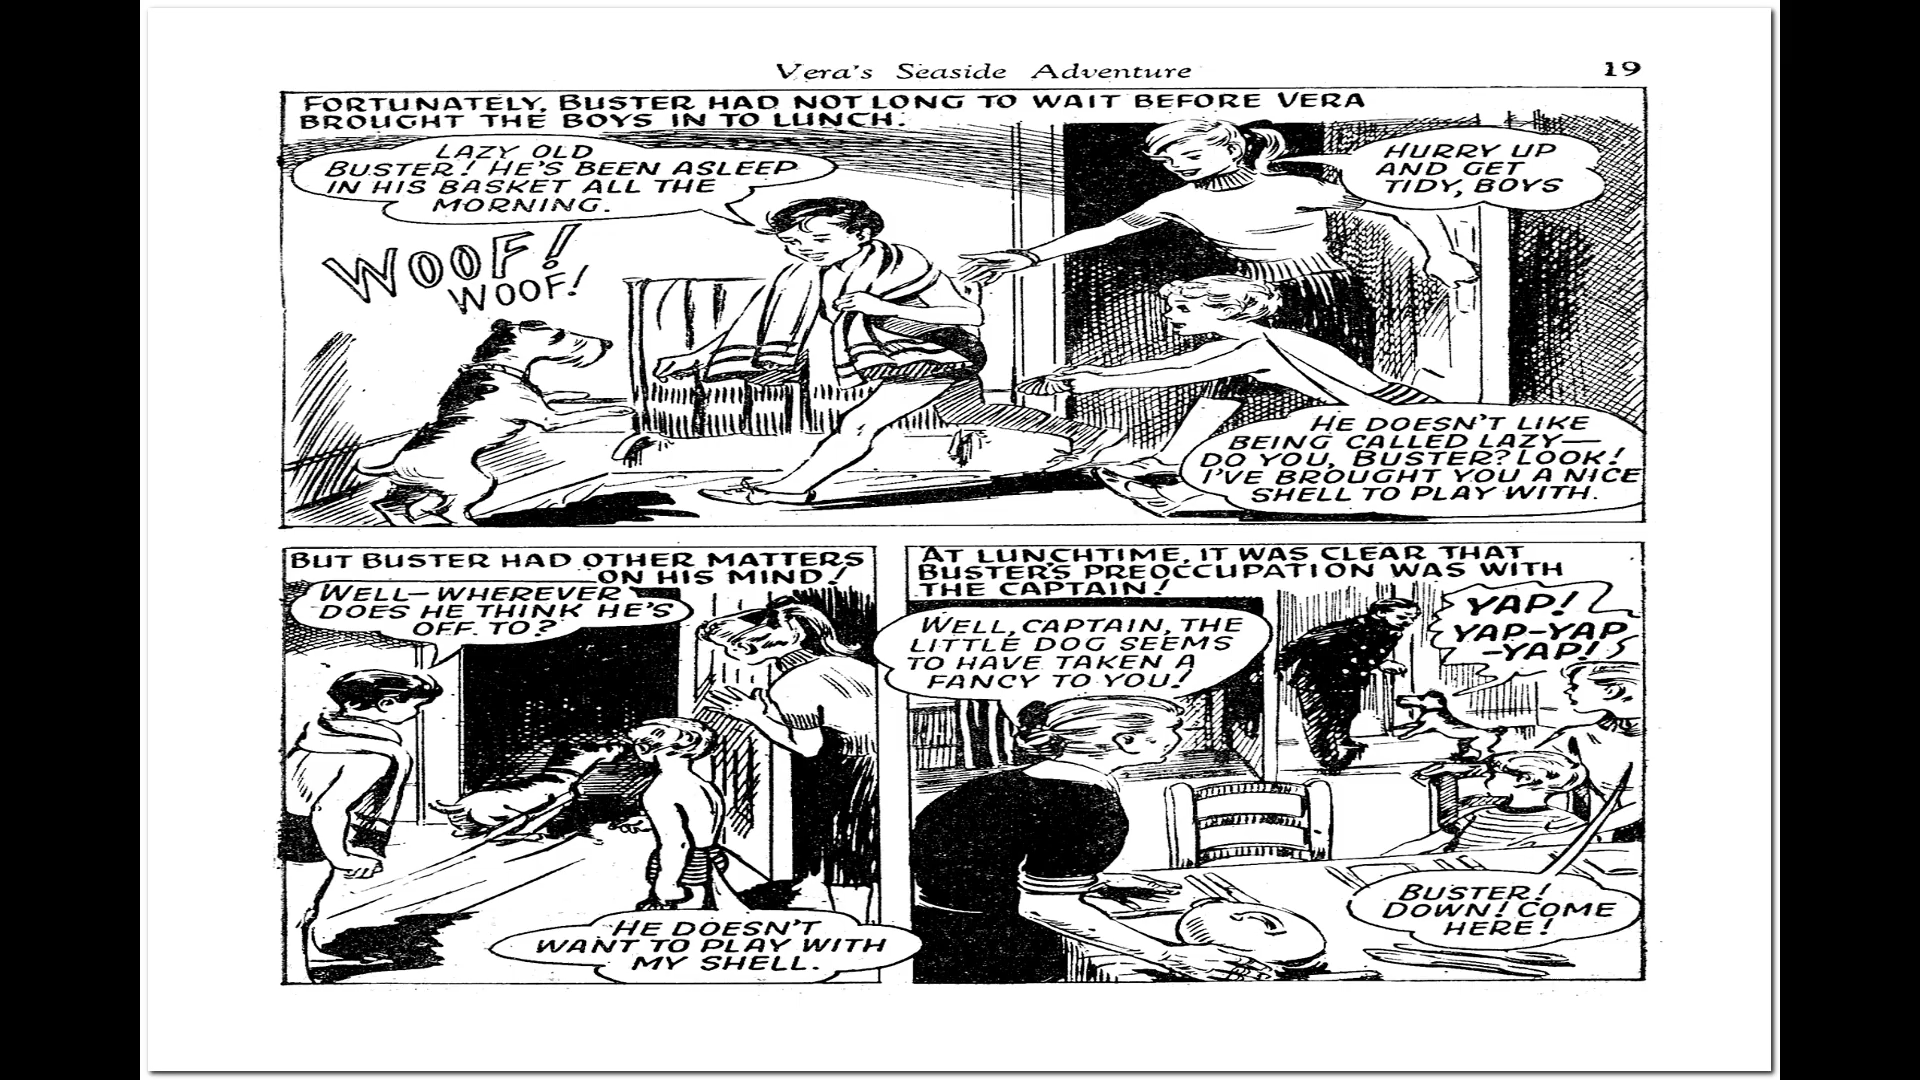 Vera's Seaside Adventure 19
FORTUNATELY, BUSTER HAD NOT LONG TO WAIT BEFORE VERA
BROUGHT THE BOYS IN TO LUNCH.
LAZY OLD
BUSTER! HE'S BEEN ASLEEP
IN HIS BASKET ALL THE
MORNING.
HURRY UP
AND GET
TIDY, BOYS
WOOF!
WOOF!
HE DOESN'T LIKE
BEING CALLED LAZY—
DO YOU, BUSTER? LOOK!
I'VE BROUGHT YOU A NICE
SHELL TO PLAY WITH.
BUT BUSTER HAD OTHER MATTERS
ON HIS MIND!
WELL—WHEREVER
DOES HE THINK HE'S
OFF TO?
HE DOESN'T
WANT TO PLAY WITH
MY SHELL.
AT LUNCHTIME, IT WAS CLEAR THAT
BUSTER'S PREOCCUPATION WAS WITH
THE CAPTAIN!
WELL, CAPTAIN, THE
LITTLE DOG SEEMS
TO HAVE TAKEN A
FANCY TO YOU!
YAP!
YAP-YAP
-YAP!
BUSTER!
DOWN! COME
HERE!